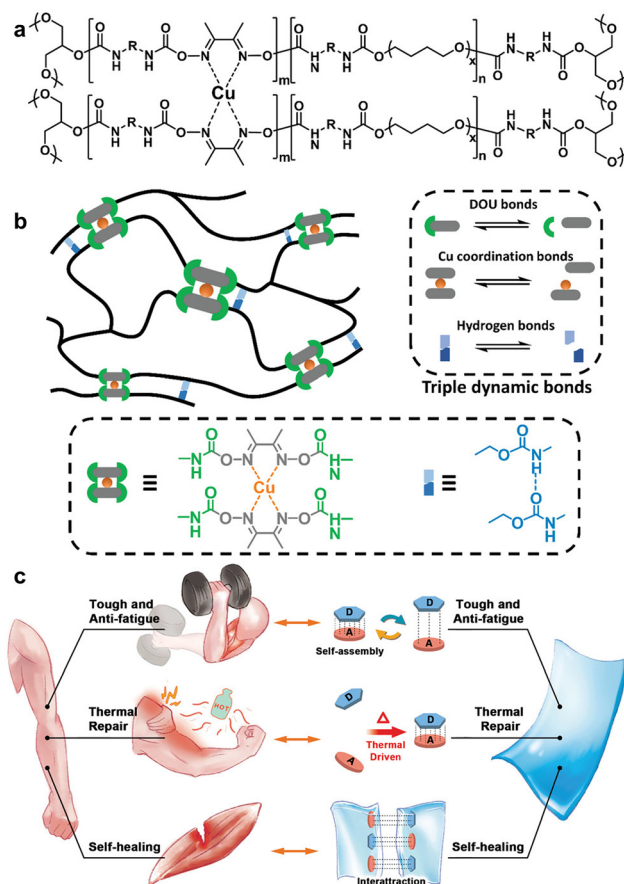 a
O O N R N O O N N O m O N N R N O O x n N R N O O O
Cu
O O N R N O O N N O m O N N R N O O x n N R N O O O
b
DOU bonds
Cu coordination bonds
Hydrogen bonds
Triple dynamic bonds
O
N
H
O
O–N
N–O
O
N
H
N
Cu
O
N
H
O
O–N
N–O
O
N
H
N
O
O
N
H
O
O
N
H
c
Tough and
Anti-fatigue
D
A
Self-assembly
D
A
Tough and
Anti-fatigue
Thermal
Repair
HOT
D
A
Δ
Thermal
Driven
D
A
Thermal
Repair
Self-healing
Interattraction
Self-healing